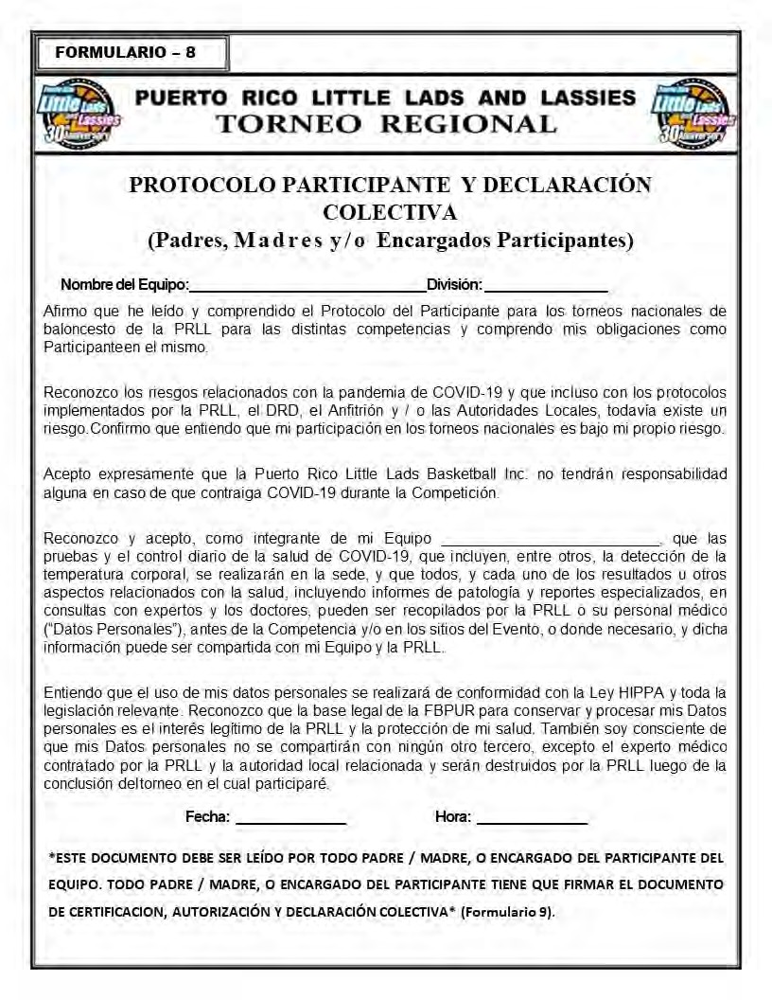 FORMULARIO – 8
Little Lads
and Lassies
30 Anniversary
PUERTO RICO LITTLE LADS AND LASSIES
TORNEO REGIONAL
Little Lads
and Lassies
30 Anniversary
PROTOCOLO PARTICIPANTE Y DECLARACIÓN
COLECTIVA
(Padres, Madres y/o Encargados Participantes)
Nombre del Equipo:____________________________División: _______________
Afirmo que he leído y comprendido el Protocolo del Participante para los torneos nacionales de
baloncesto de la PRLL para las distintas competencias y comprendo mis obligaciones como
Participanteen el mismo.
Reconozco los riesgos relacionados con la pandemia de COVID-19 y que incluso con los protocolos
implementados por la PRLL, el DRD, el Anfitrión y / o las Autoridades Locales, todavía existe un
riesgo.Confirmo que entiendo que mi participación en los torneos nacionales es bajo mi propio riesgo.
Acepto expresamente que la Puerto Rico Little Lads Basketball Inc. no tendrán responsabilidad
alguna en caso de que contraiga COVID-19 durante la Competición.
Reconozco y acepto, como integrante de mi Equipo __________________________, que las
pruebas y el control diario de la salud de COVID-19, que incluyen, entre otros, la detección de la
temperatura corporal, se realizarán en la sede, y que todos, y cada uno de los resultados u otros
aspectos relacionados con la salud, incluyendo informes de patología y reportes especializados, en
consultas con expertos y los doctores, pueden ser recopilados por la PRLL o su personal médico
(“Datos Personales”), antes de la Competencia y/o en los sitios del Evento, o donde necesario, y dicha
información puede ser compartida con mi Equipo y la PRLL.
Entiendo que el uso de mis datos personales se realizará de conformidad con la Ley HIPPA y toda la
legislación relevante. Reconozco que la base legal de la FBPUR para conservar y procesar mis Datos
personales es el interés legítimo de la PRLL y la protección de mi salud. También soy consciente de
que mis Datos personales no se compartirán con ningún otro tercero, excepto el experto médico
contratado por la PRLL y la autoridad local relacionada y serán destruidos por la PRLL luego de la
conclusión deltorneo en el cual participaré.
Fecha: _____________ Hora: _____________
*ESTE DOCUMENTO DEBE SER LEÍDO POR TODO PADRE / MADRE, O ENCARGADO DEL PARTICIPANTE DEL
EQUIPO. TODO PADRE / MADRE, O ENCARGADO DEL PARTICIPANTE TIENE QUE FIRMAR EL DOCUMENTO
DE CERTIFICACION, AUTORIZACIÓN Y DECLARACIÓN COLECTIVA* (Formulario 9).